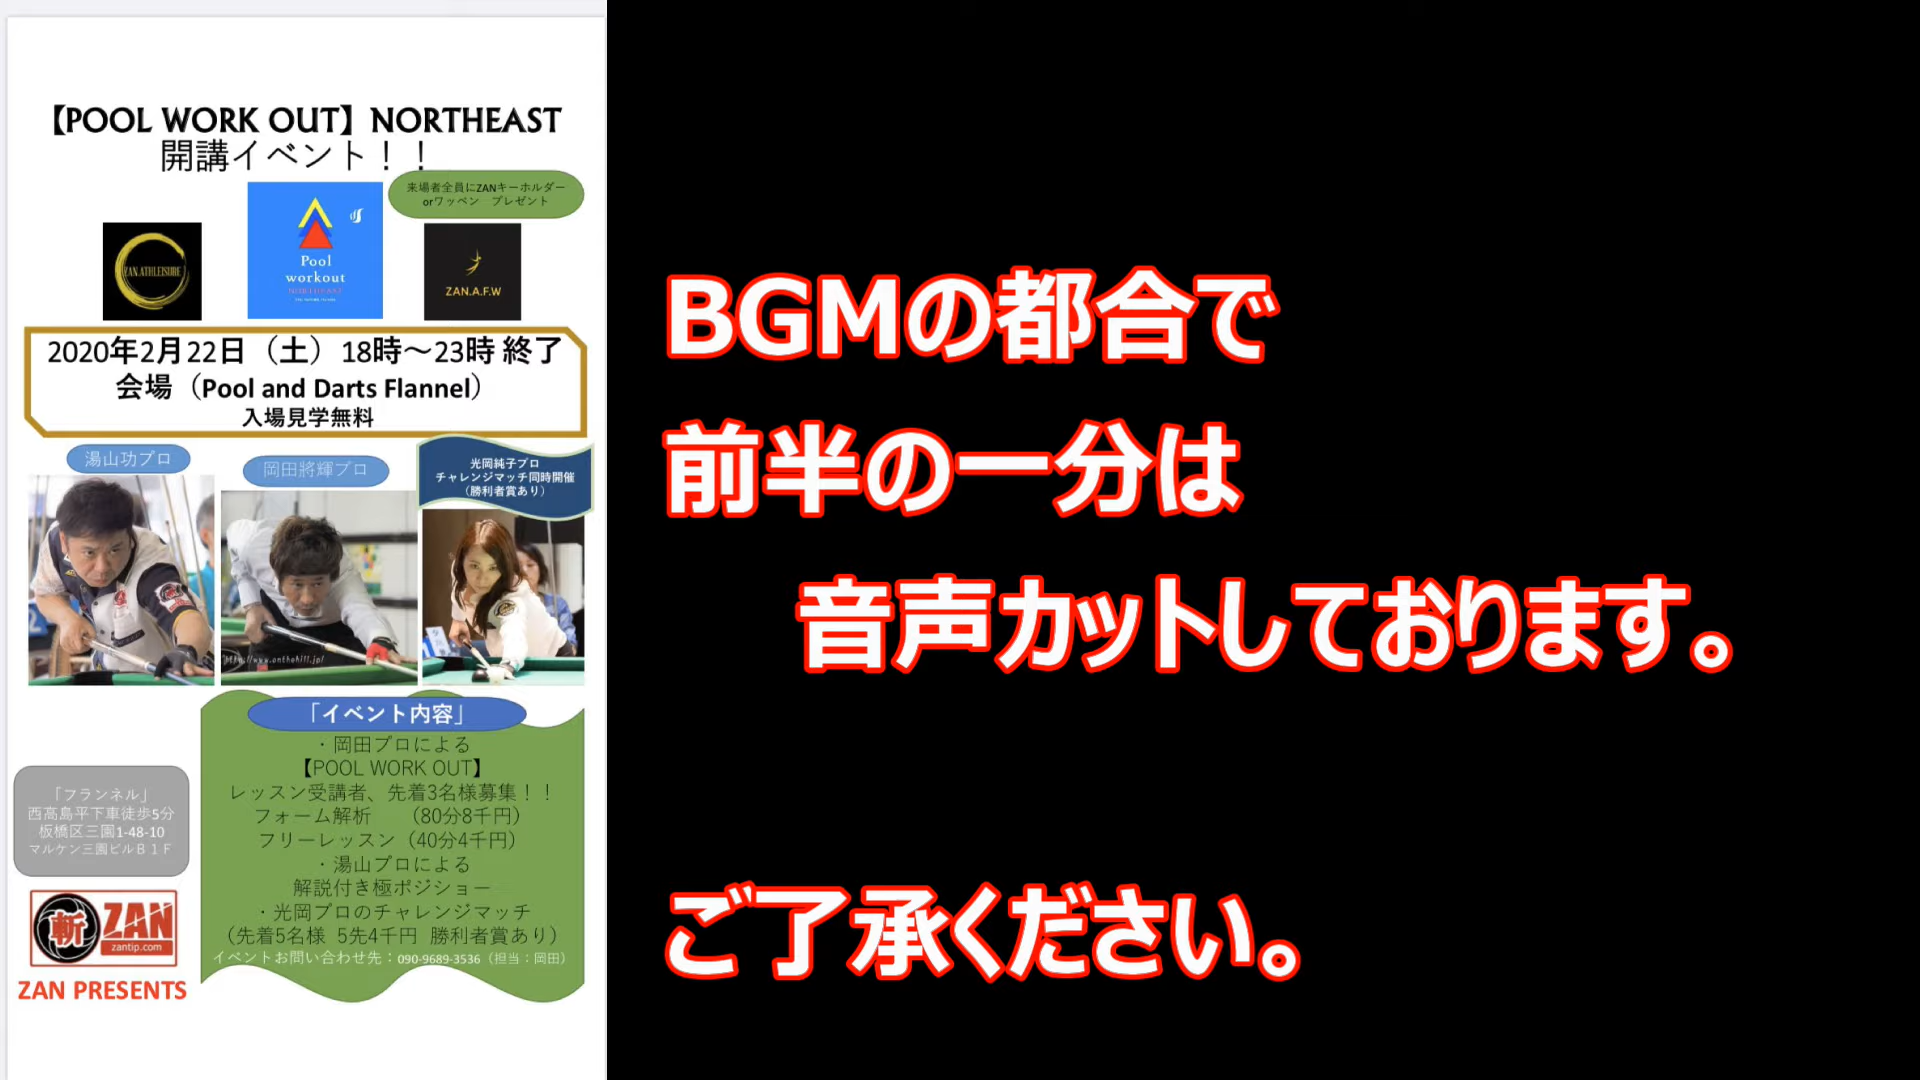 【POOL WORK OUT】NORTHEAST
開講イベント！！
来場者全員にZANキーホルダー
orワッペン プレゼント
ZAN ATHLEISURE
Pool
workout
NORTHEAST
ZAN.A.F.W
2020年2月22日（土）18時～23時 終了
会場（Pool and Darts Flannel）
入場見学無料
湯山功プロ
岡田將輝プロ
光岡純子プロ
チャレンジマッチ同時開催
（勝利者賞あり）
http://www.onthehill.jp/
「イベント内容」
・岡田プロによる
【POOL WORK OUT】
レッスン受講者、先着3名様募集！！
フォーム解析 （80分8千円）
フリーレッスン（40分4千円）
・湯山プロによる
解説付き極ポジショー
・光岡プロのチャレンジマッチ
（先着5名様 5先4千円 勝利者賞あり）
イベントお問い合わせ先：090-9689-3536（担当：岡田）
「フランネル」
西高島平下車徒歩5分
板橋区三園1-48-10
マルケン三園ビルＢ１Ｆ
斬 ZAN
zantip.com
ZAN PRESENTS
BGMの都合で
前半の一分は
音声カットしております。
ご了承ください。